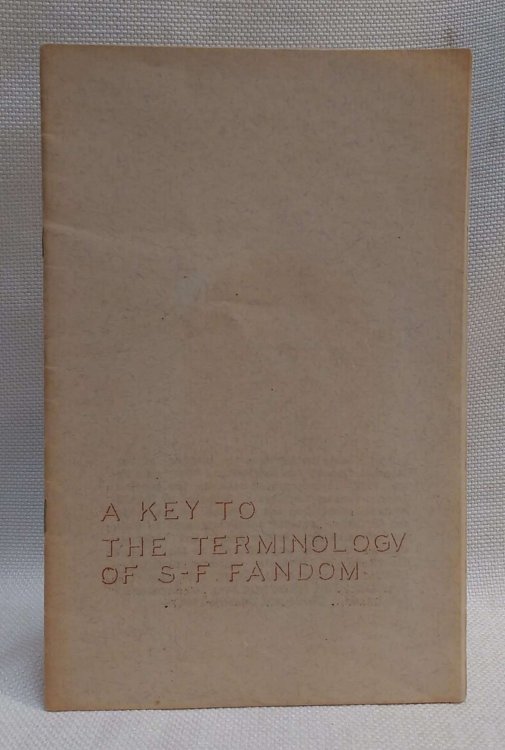 A KEY TO
THE TERMINOLOGY
OF S-F FANDOM